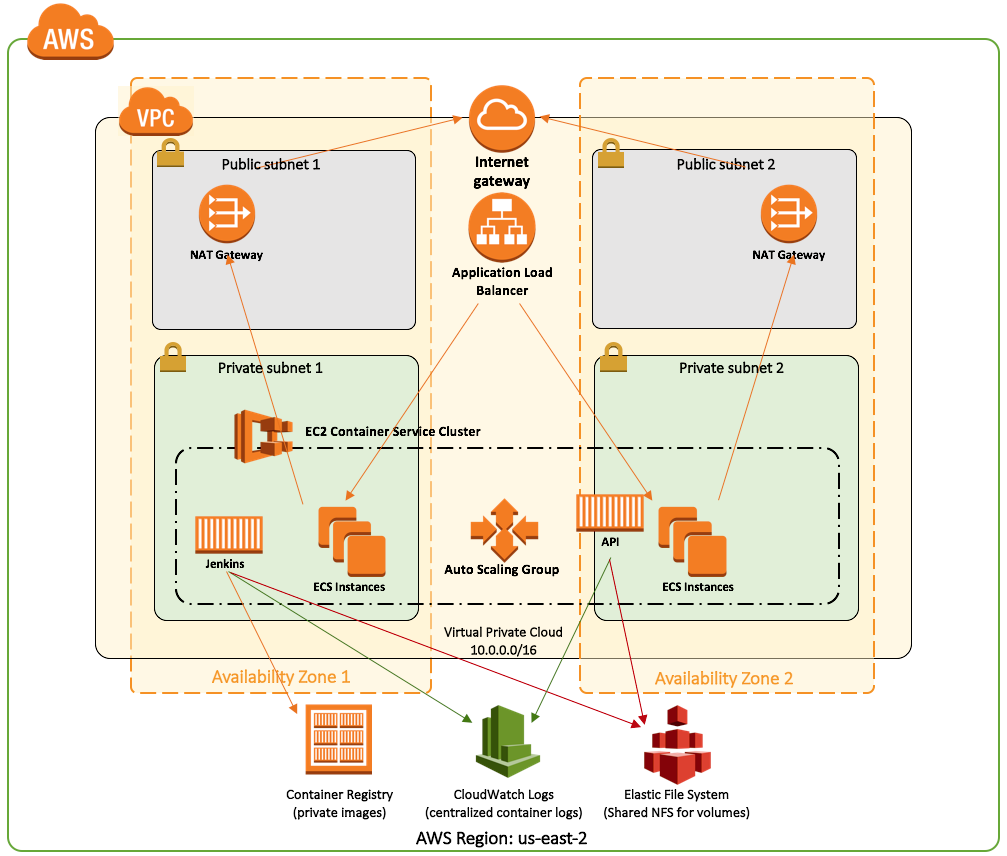 AWS
VPC
Internet
gateway
Public subnet 1
Public subnet 2
NAT Gateway
NAT Gateway
Application Load
Balancer
Private subnet 1
Private subnet 2
EC2 Container Service Cluster
Jenkins
ECS Instances
Auto Scaling Group
API
ECS Instances
Virtual Private Cloud
10.0.0.0/16
Availability Zone 1
Availability Zone 2
Container Registry
(private images)
CloudWatch Logs
(centralized container logs)
Elastic File System
(Shared NFS for volumes)
AWS Region: us-east-2